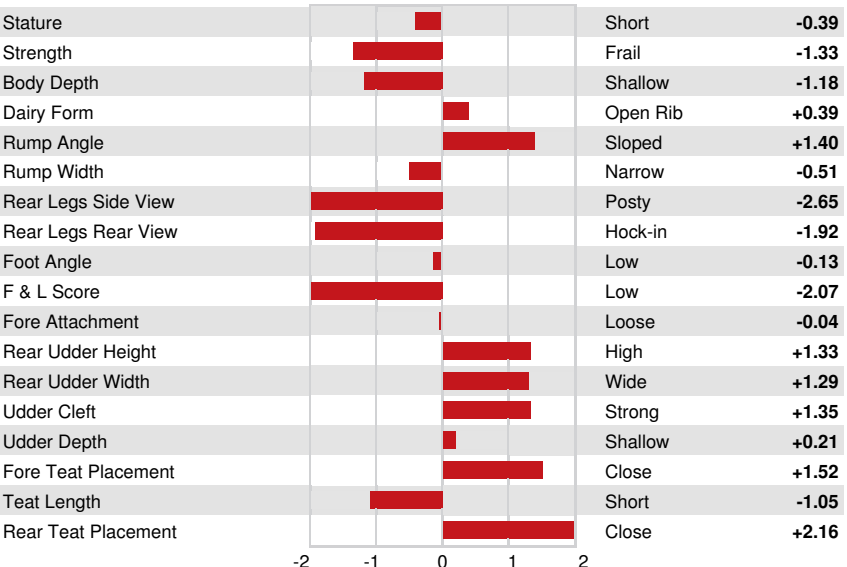 Stature Short -0.39
Strength Frail -1.33
Body Depth Shallow -1.18
Dairy Form Open Rib +0.39
Rump Angle Sloped +1.40
Rump Width Narrow -0.51
Rear Legs Side View Posty -2.65
Rear Legs Rear View Hock-in -1.92
Foot Angle Low -0.13
F & L Score Low -2.07
Fore Attachment Loose -0.04
Rear Udder Height High +1.33
Rear Udder Width Wide +1.29
Udder Cleft Strong +1.35
Udder Depth Shallow +0.21
Fore Teat Placement Close +1.52
Teat Length Short -1.05
Rear Teat Placement Close +2.16
-2 -1 0 1 2